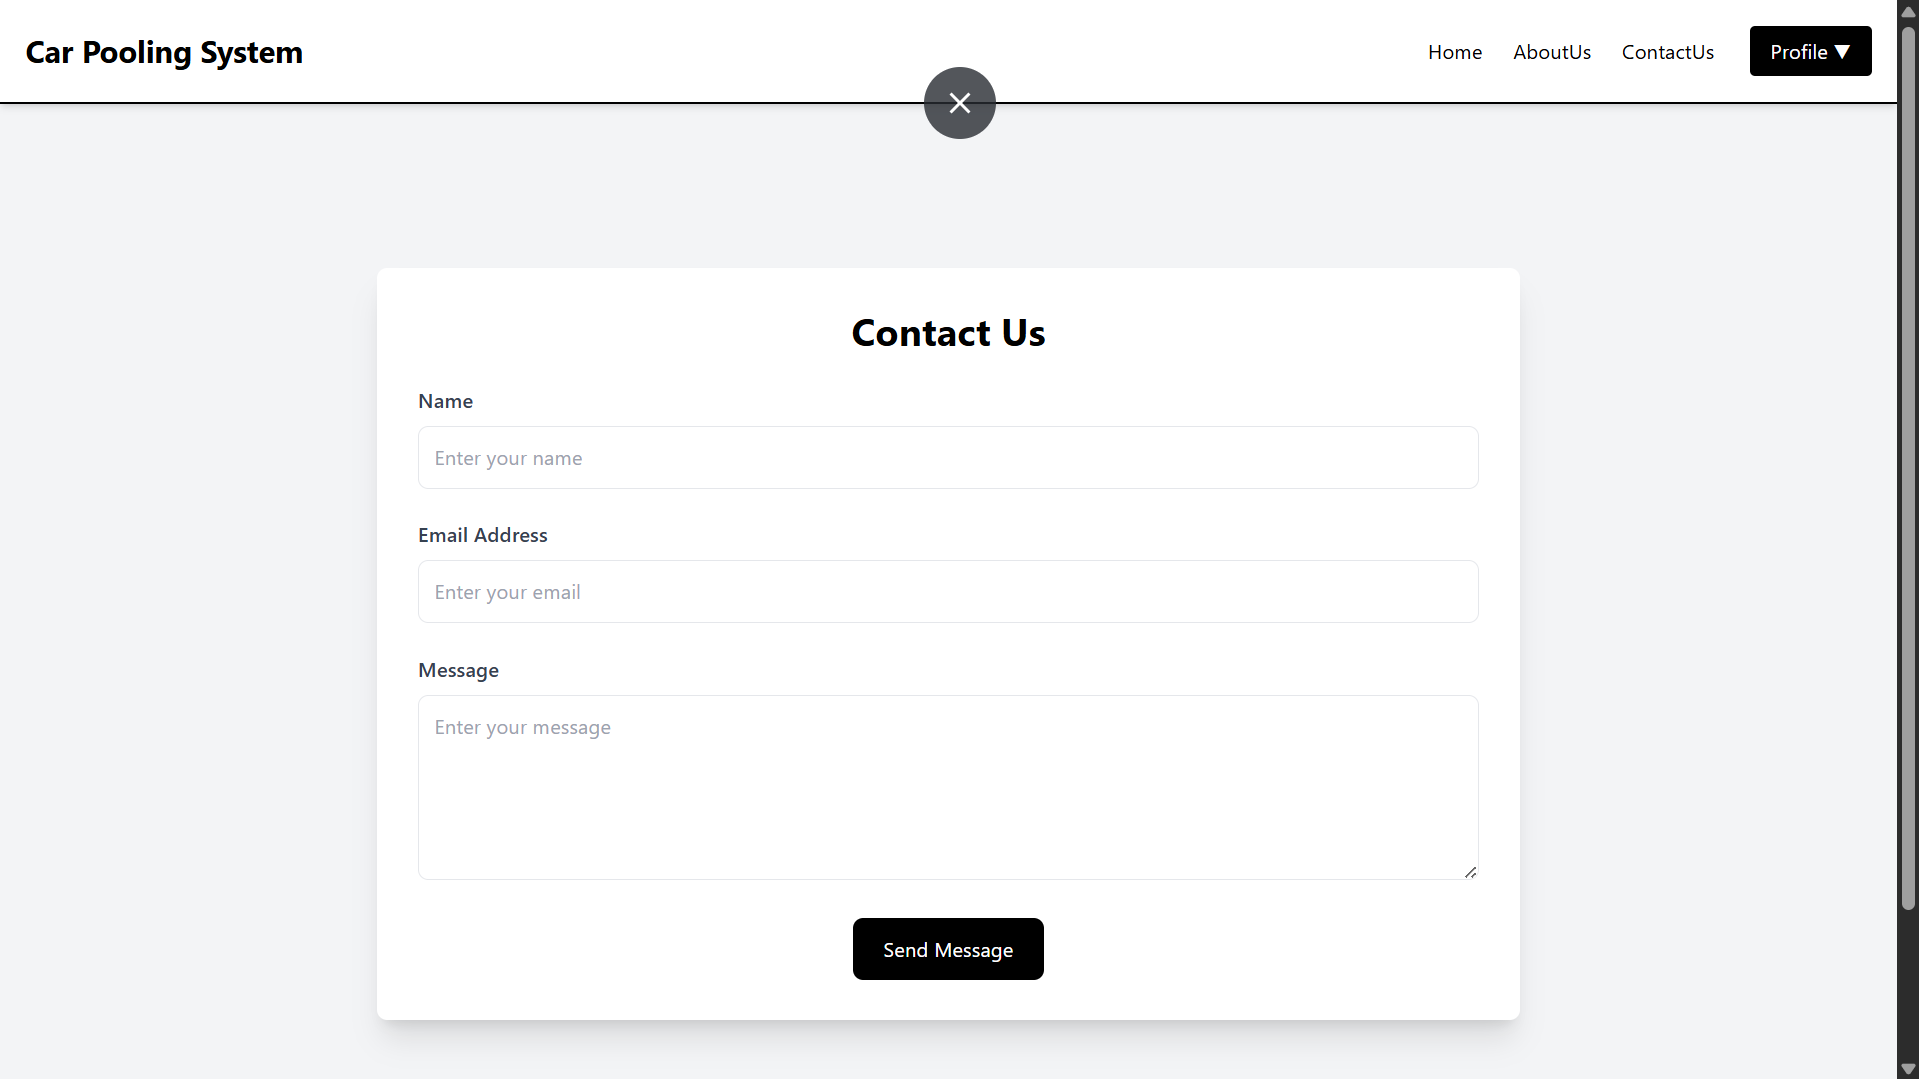 Car Pooling System
Home AboutUs ContactUs Profile ▼
Contact Us
Name
Enter your name
Email Address
Enter your email
Message
Enter your message
Send Message